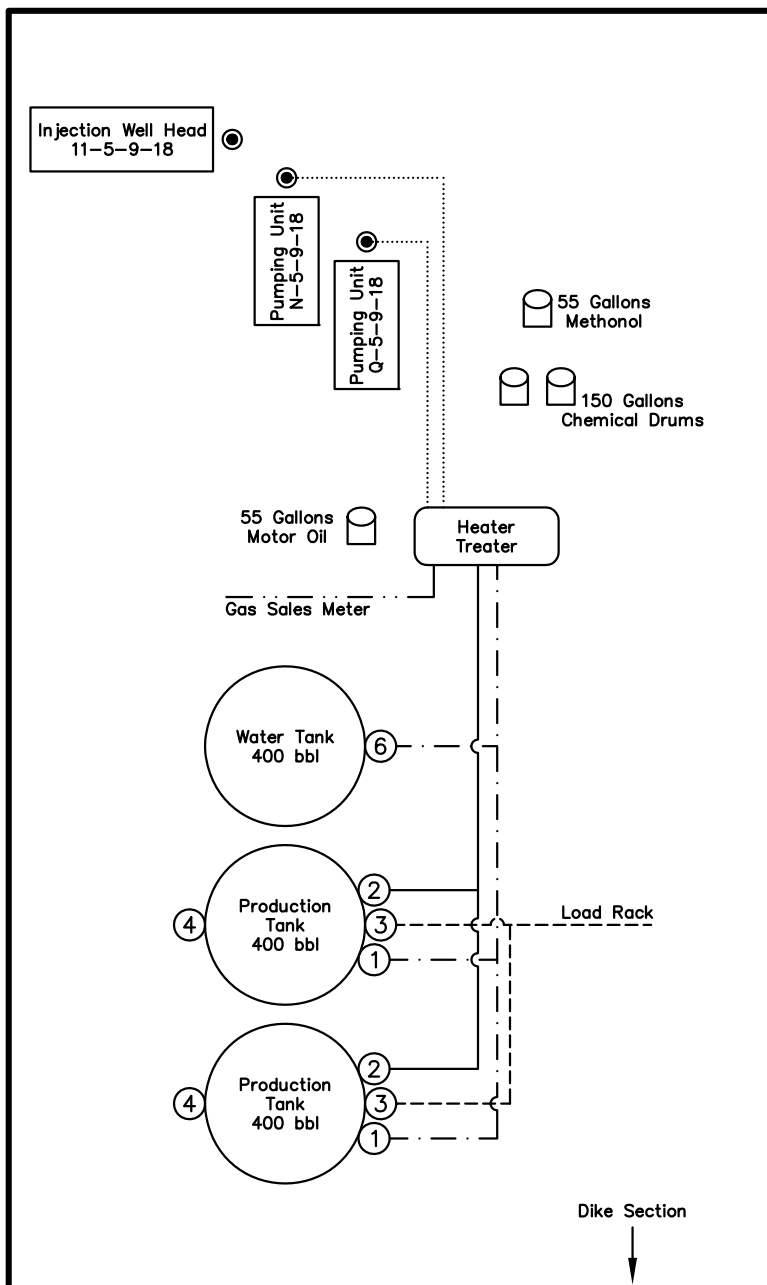 Injection Well Head
11-5-9-18
Pumping Unit
N-5-9-18
Pumping Unit
Q-5-9-18
55 Gallons
Methonol
150 Gallons
Chemical Drums
55 Gallons
Motor Oil
Heater
Treater
Gas Sales Meter
Water Tank
400 bbl
6
Production
Tank
400 bbl
4
2
3
1
Load Rack
Production
Tank
400 bbl
4
2
3
1
Dike Section